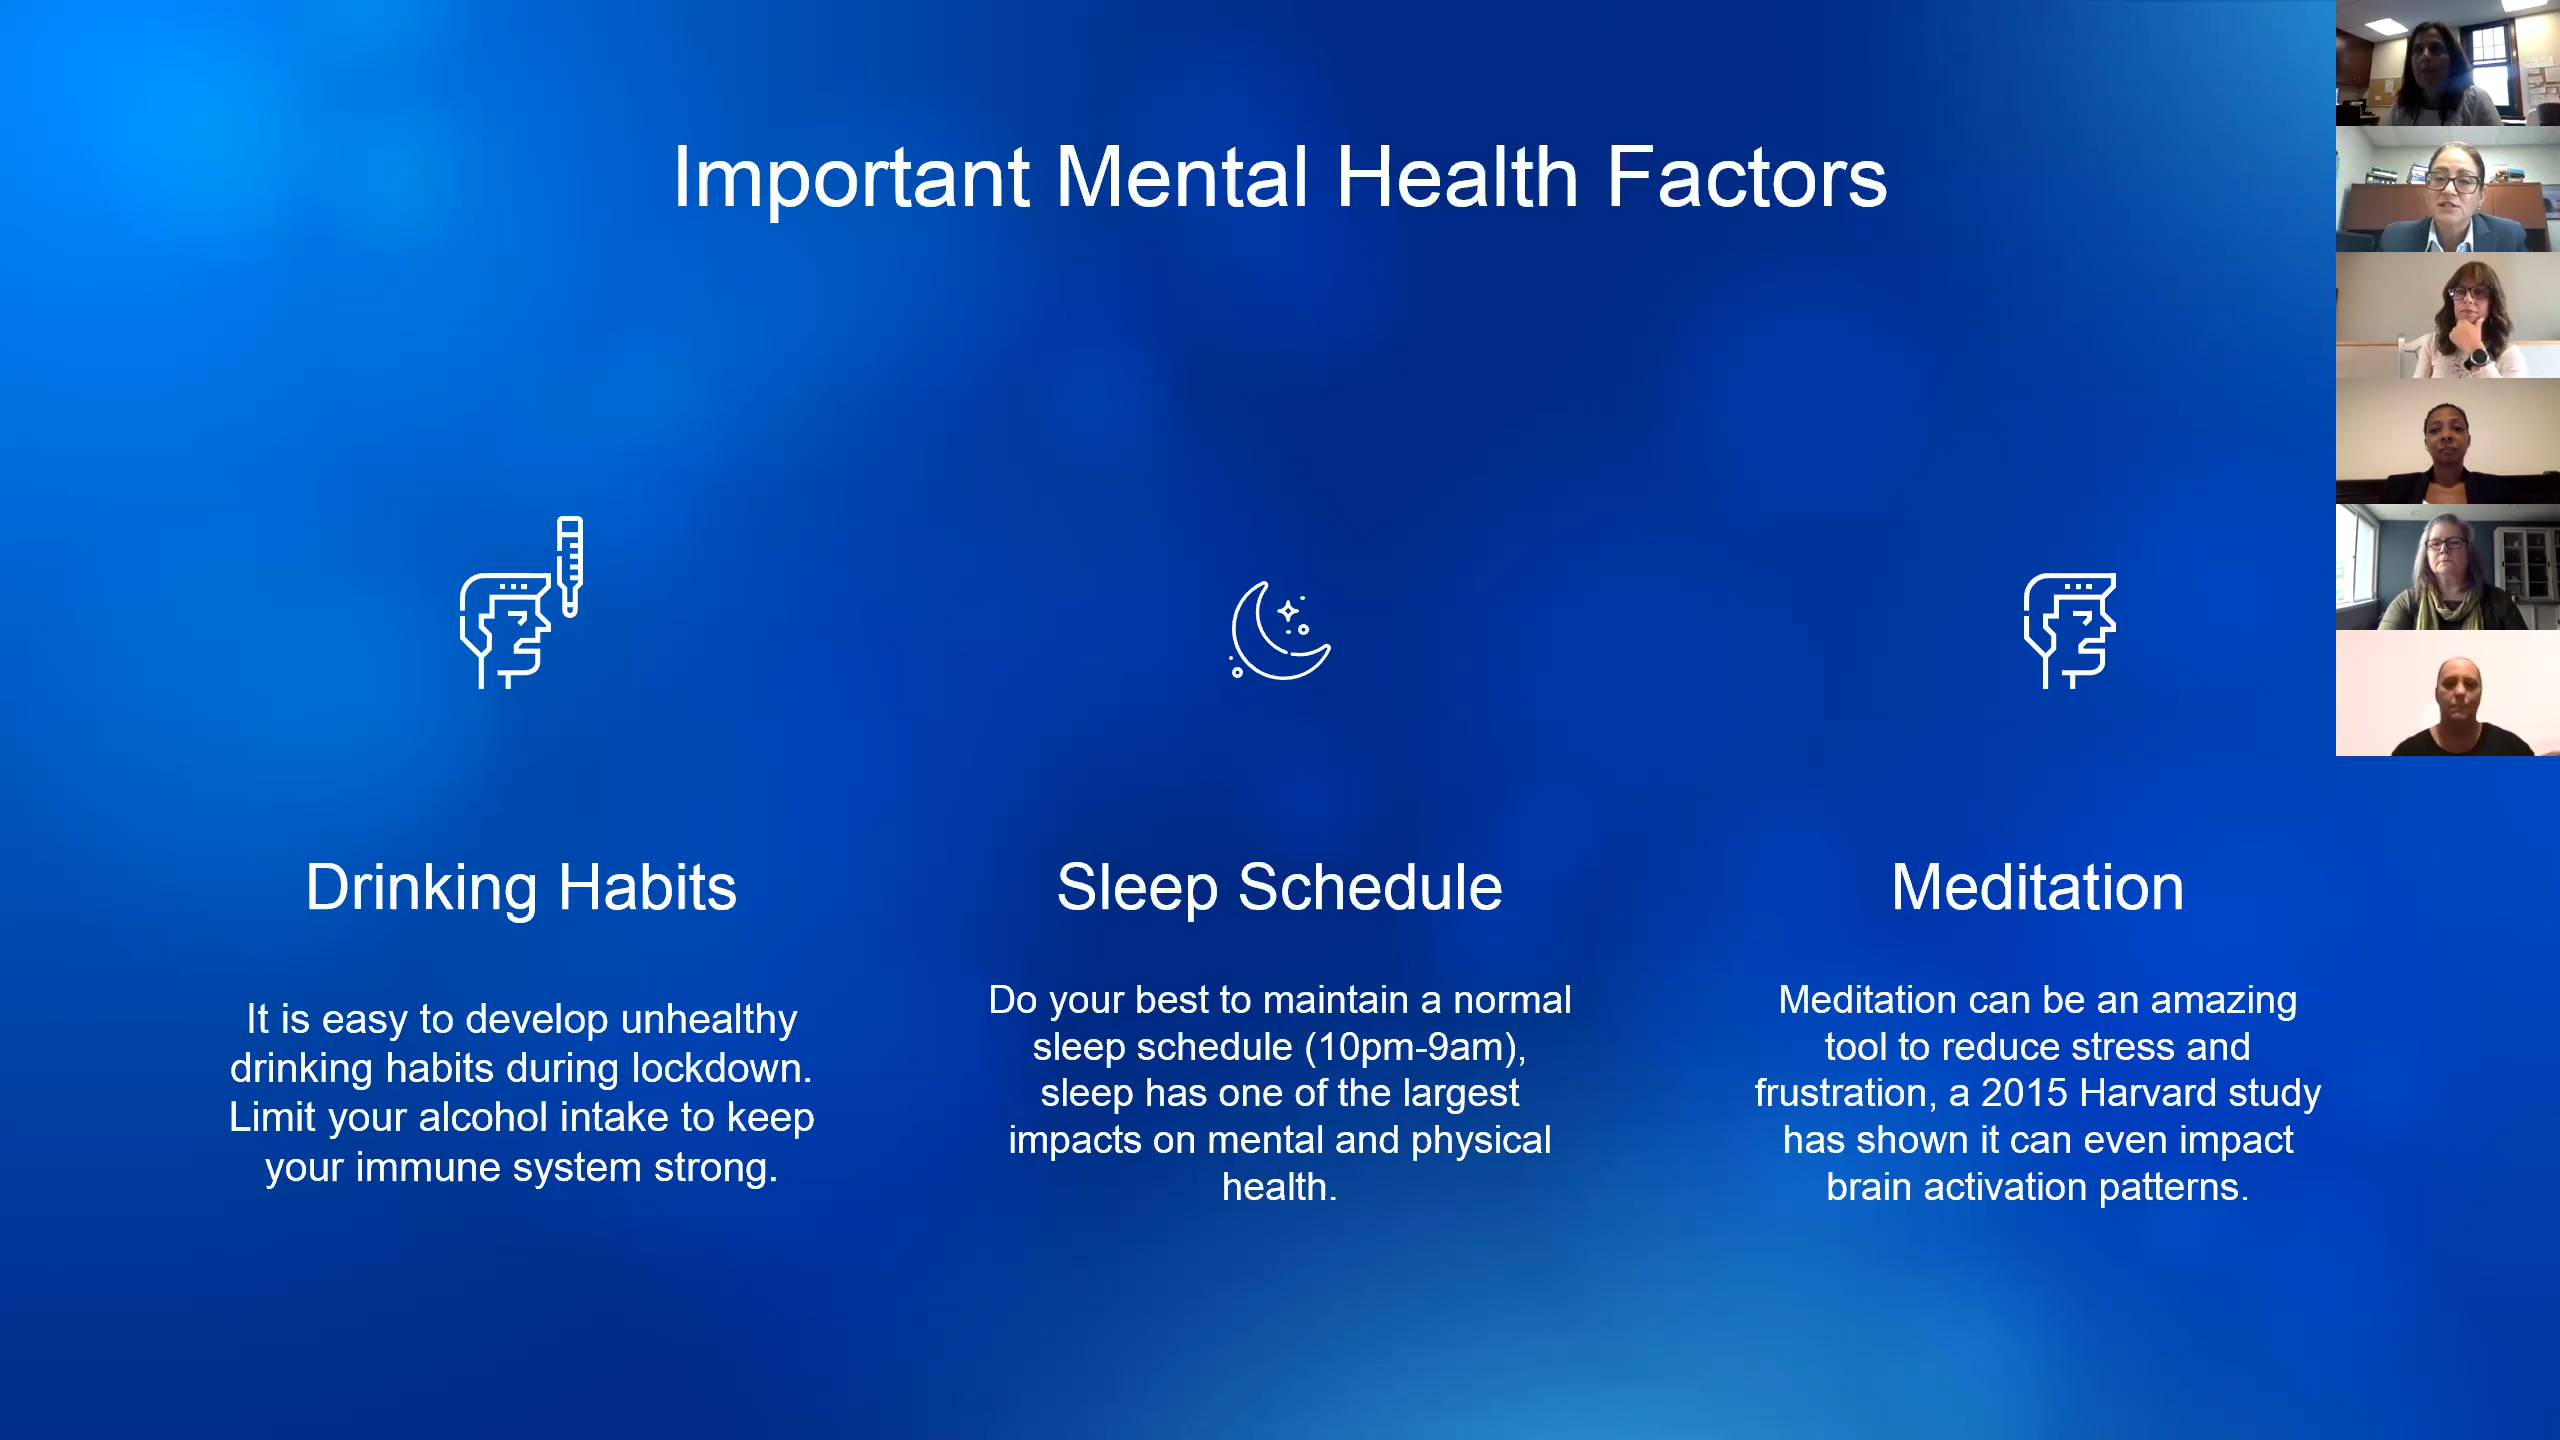 Important Mental Health Factors
Drinking Habits
It is easy to develop unhealthy
drinking habits during lockdown.
Limit your alcohol intake to keep
your immune system strong.
Sleep Schedule
Do your best to maintain a normal
sleep schedule (10pm-9am),
sleep has one of the largest
impacts on mental and physical
health.
Meditation
Meditation can be an amazing
tool to reduce stress and
frustration, a 2015 Harvard study
has shown it can even impact
brain activation patterns.